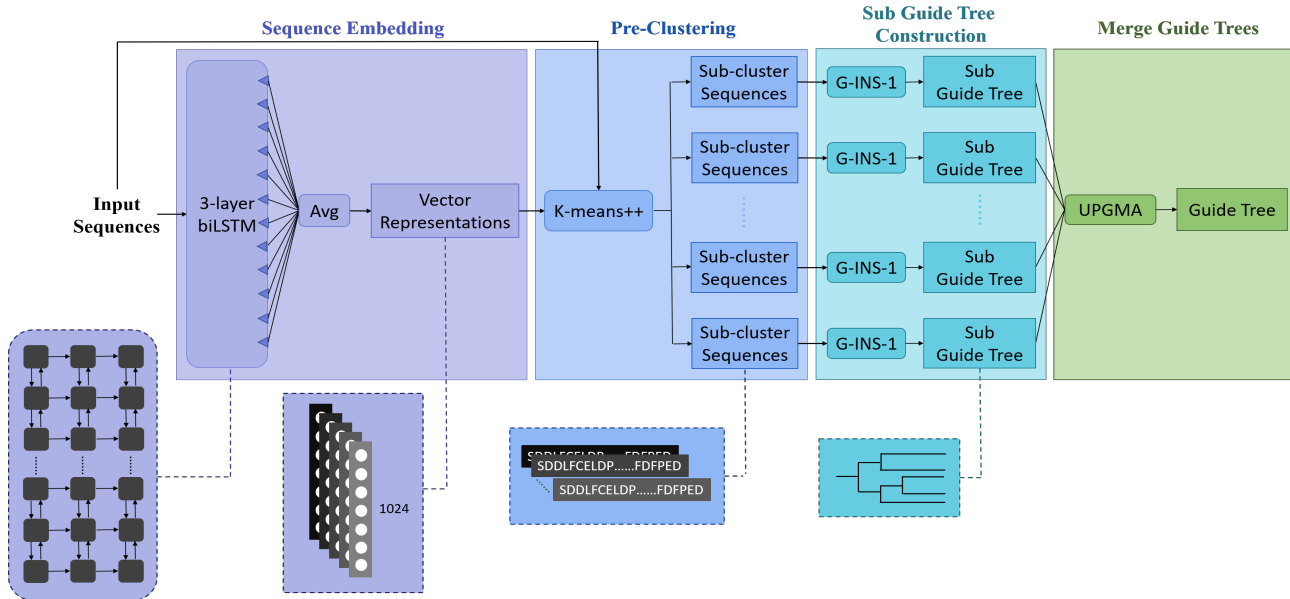 Sequence Embedding
Pre-Clustering
Sub Guide Tree
Construction
Merge Guide Trees
Input
Sequences
3-layer
biLSTM
Avg
Vector
Representations
K-means++
Sub-cluster
Sequences
Sub-cluster
Sequences
Sub-cluster
Sequences
Sub-cluster
Sequences
G-INS-1
G-INS-1
G-INS-1
G-INS-1
Sub
Guide Tree
Sub
Guide Tree
Sub
Guide Tree
Sub
Guide Tree
UPGMA
Guide Tree
1024
SDDLFCELDP......FDFPED
SDDLFCELDP......FDFPED
SDDLFCELDP......FDFPED